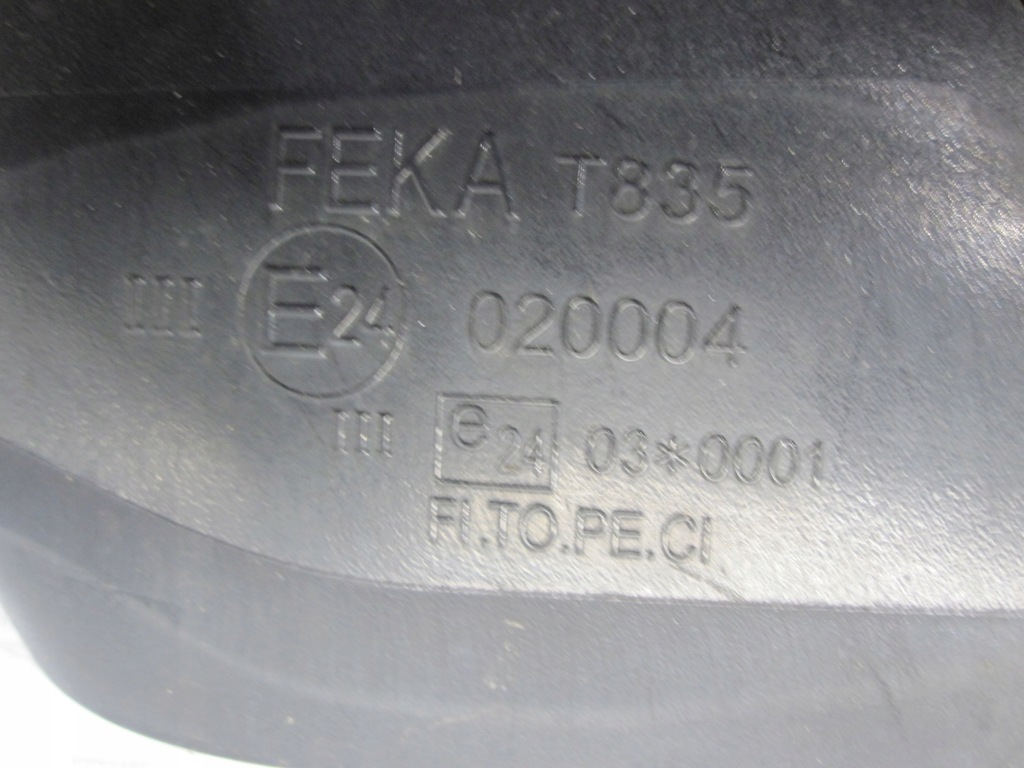 FEKA T835
III E24 020004
III e24 03*0001
FI.TO.PE.CI